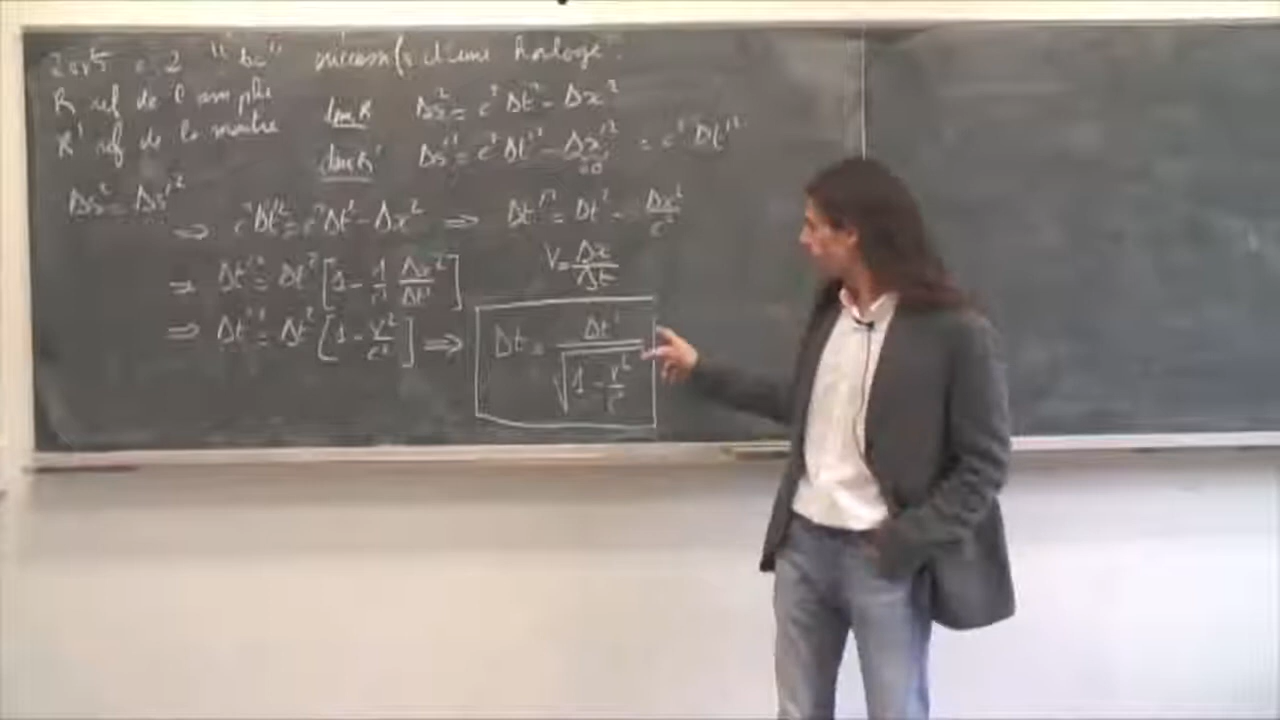 2 "bc" d'une horloge
R ref de l'amphi
R' ref de la montre
dans R Δs² = c²Δt² - Δx²
dans R' Δs'² = c²Δt'² - Δx'² = c²Δt'²
=0
Δs² = Δs'²
⇒ c²Δt'² = c²Δt² - Δx² ⇒ Δt'² = Δt² - Δx²/c²
⇒ Δt'² = Δt² [1 - 1/c² Δx²/Δt²] V = Δx/Δt
⇒ Δt'² = Δt² [1 - V²/c²] ⇒ Δt = Δt'/√(1 - V²/c²)